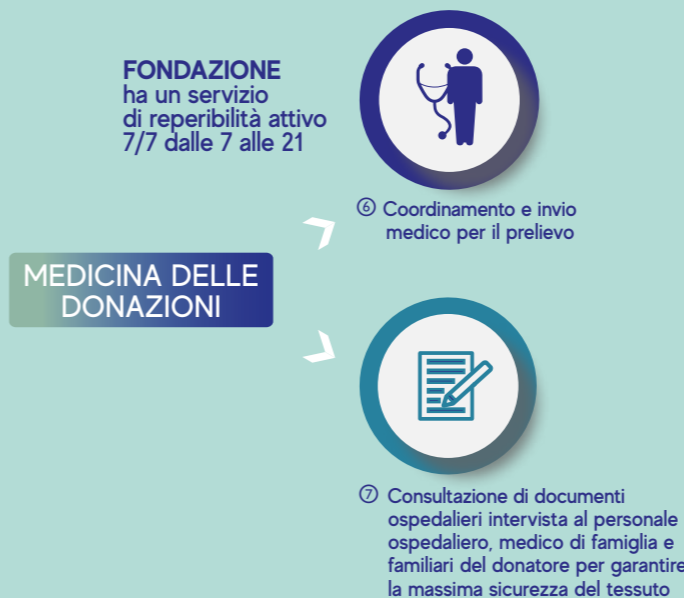 FONDAZIONE
ha un servizio
di reperibilità attivo
7/7 dalle 7 alle 21
⑥ Coordinamento e invio
medico per il prelievo
MEDICINA DELLE
DONAZIONI
⑦ Consultazione di documenti
ospedalieri intervista al personale
ospedaliero, medico di famiglia e
familiari del donatore per garantire
la massima sicurezza del tessuto